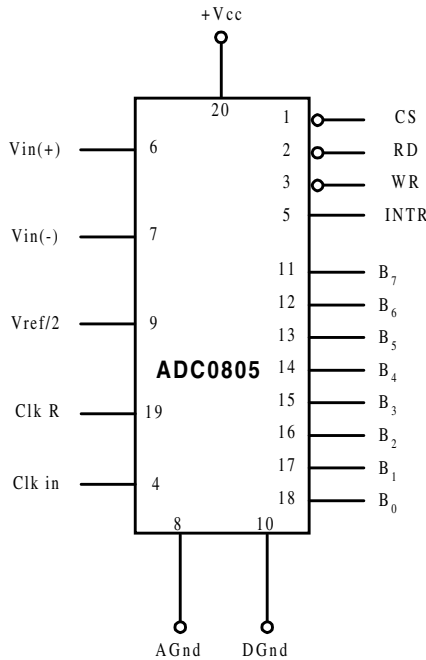 +Vcc
20
1 CS
Vin(+) 6 2 RD
3 WR
5 INTR
Vin(-) 7
11 B7
12 B6
Vref/2 9 13 B5
ADC0805 14 B4
Clk R 19 15 B3
16 B2
17 B1
Clk in 4 18 B0
8 10
AGnd DGnd